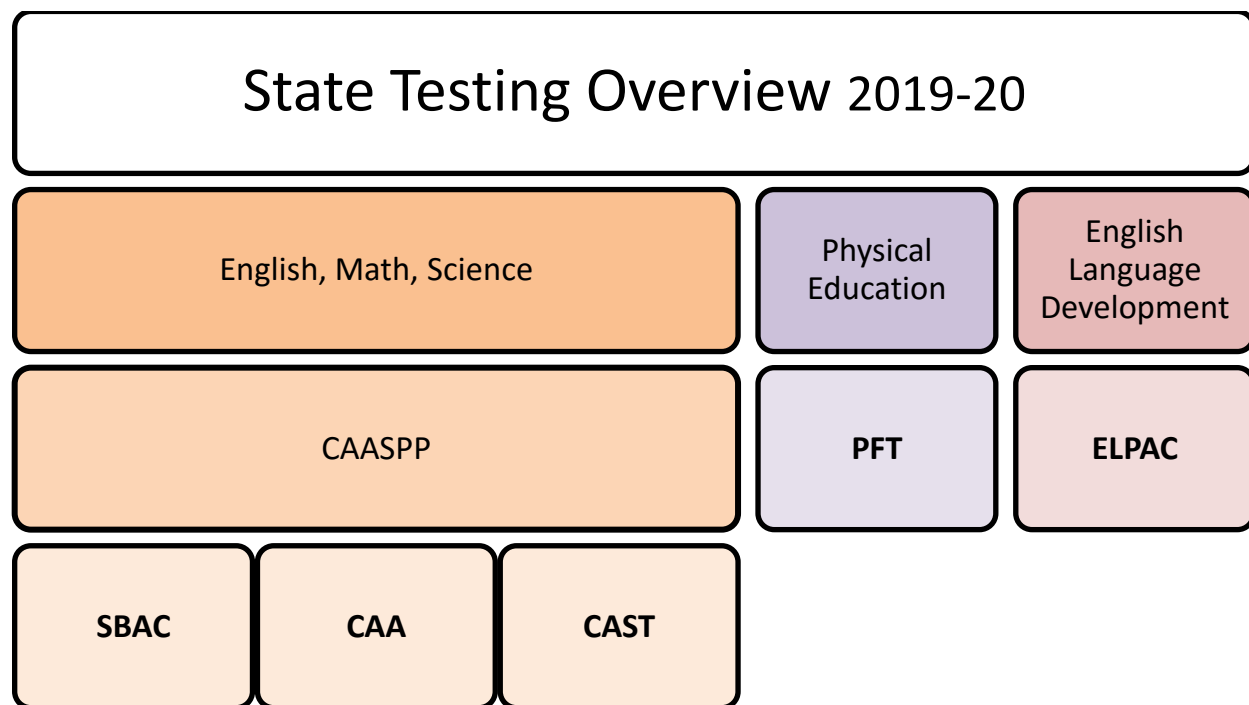 State Testing Overview 2019-20
English, Math, Science
Physical
Education
English
Language
Development
CAASPP
PFT
ELPAC
SBAC
CAA
CAST